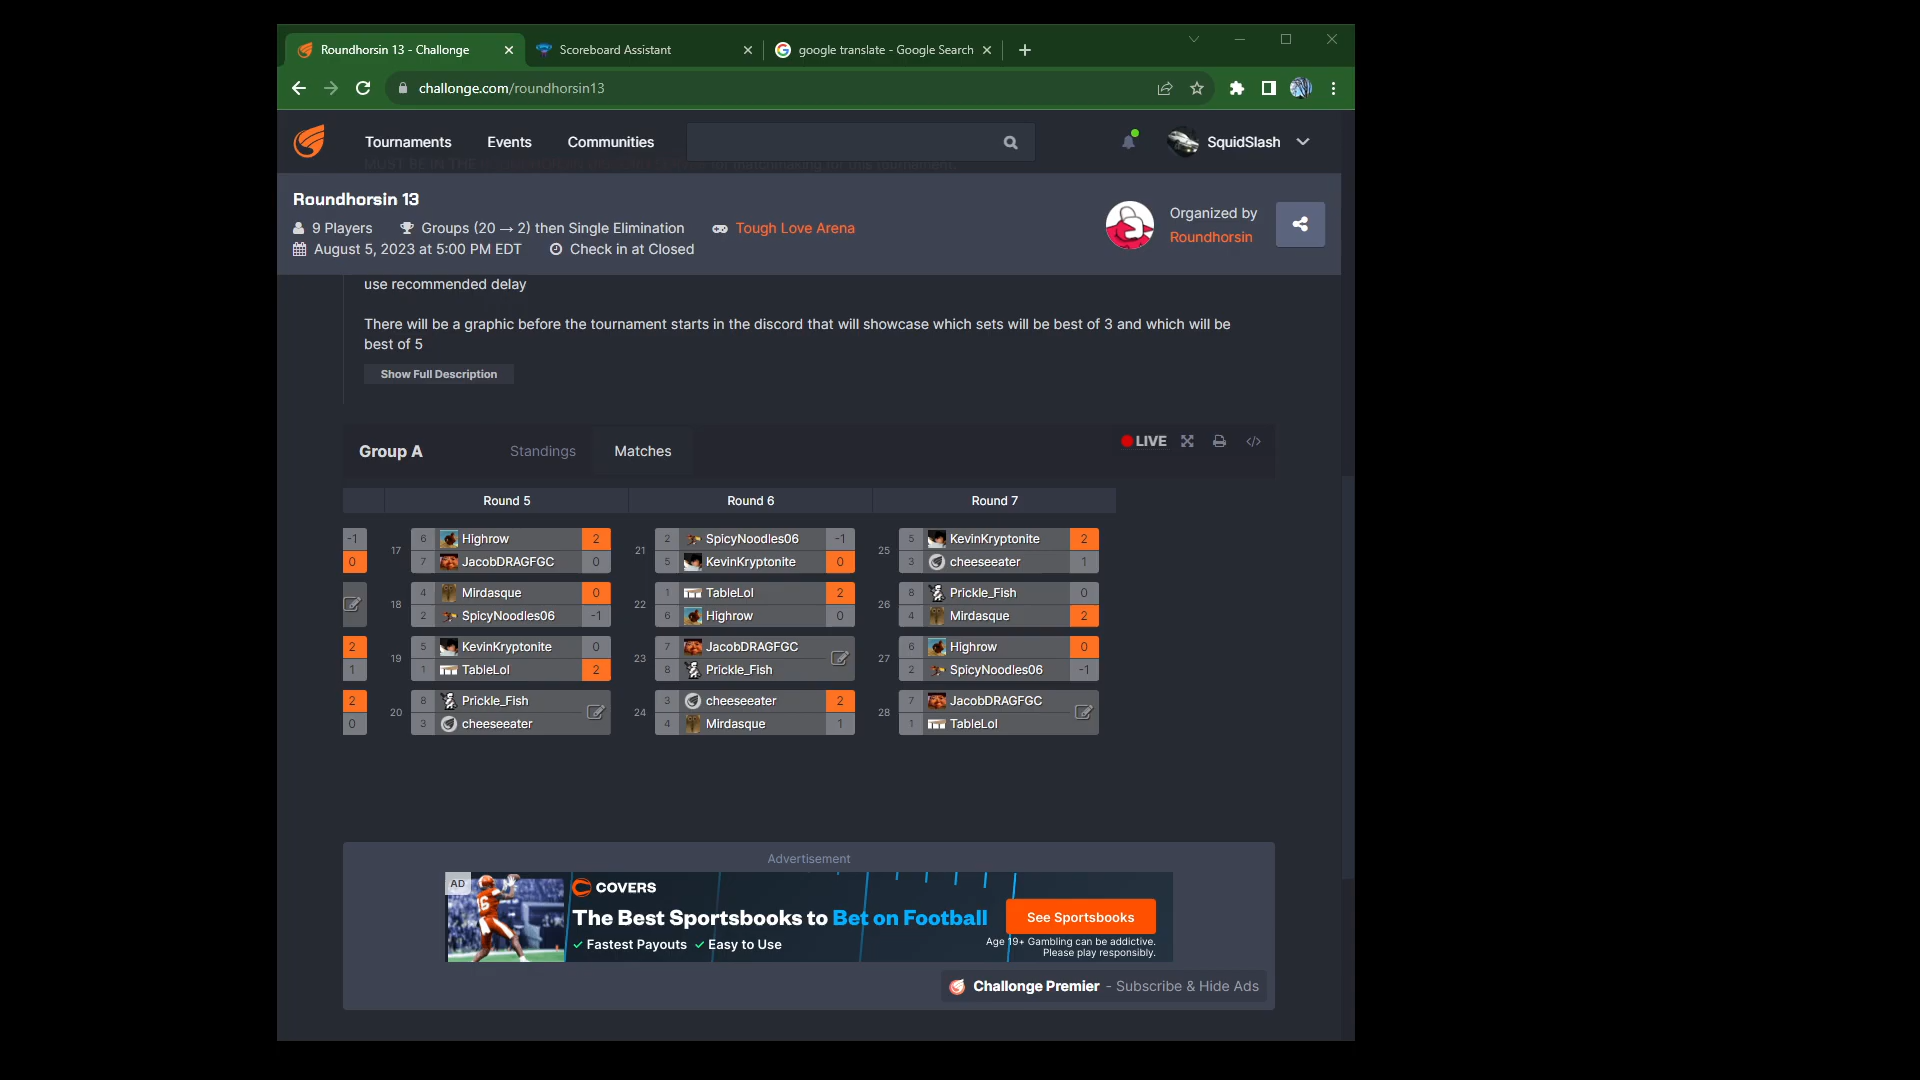 Roundhorsin 13 - Challonge
Scoreboard Assistant
google translate - Google Search
challonge.com/roundhorsin13
Tournaments
Events
Communities
SquidSlash
Roundhorsin 13
9 Players
Groups (20 → 2) then Single Elimination
Tough Love Arena
August 5, 2023 at 5:00 PM EDT
Check in at Closed
Organized by
Roundhorsin
use recommended delay
There will be a graphic before the tournament starts in the discord that will showcase which sets will be best of 3 and which will be
best of 5
Show Full Description
Group A
Standings
Matches
LIVE
Round 5
Round 6
Round 7
-1
0
2
1
2
0
17
6 Highrow 2
7 JacobDRAGFGC 0
18
4 Mirdasque 0
2 SpicyNoodles06 -1
19
5 KevinKryptonite 0
1 TableLol 2
20
8 Prickle_Fish
3 cheeseeater
21
2 SpicyNoodles06 -1
5 KevinKryptonite 0
22
1 TableLol 2
6 Highrow 0
23
7 JacobDRAGFGC
8 Prickle_Fish
24
3 cheeseeater 2
4 Mirdasque 1
25
5 KevinKryptonite 2
3 cheeseeater 1
26
8 Prickle_Fish 0
4 Mirdasque 2
27
6 Highrow 0
2 SpicyNoodles06 -1
28
7 JacobDRAGFGC
1 TableLol
Advertisement
AD
16
COVERS
The Best Sportsbooks to Bet on Football
✓ Fastest Payouts ✓ Easy to Use
See Sportsbooks
Age 19+ Gambling can be addictive.
Please play responsibly.
Challonge Premier - Subscribe & Hide Ads